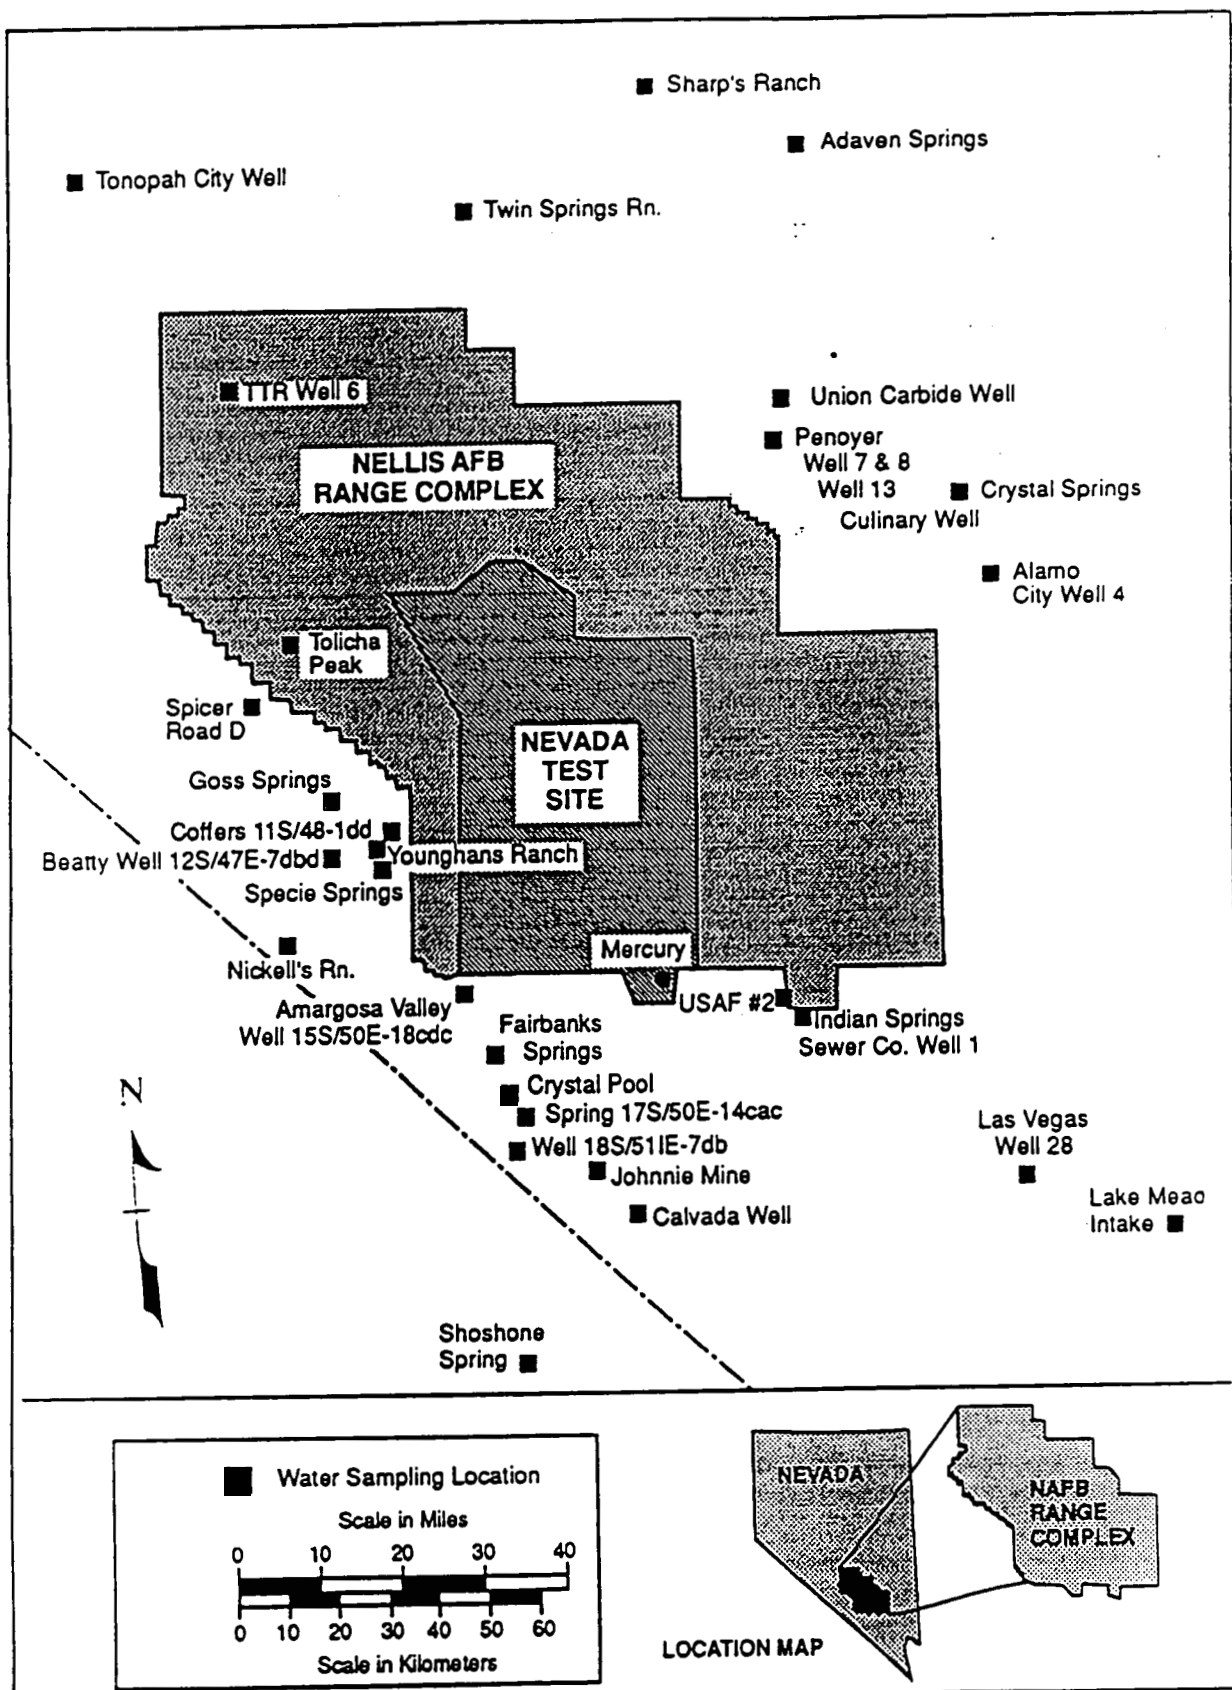 Sharp's Ranch
Adaven Springs
Tonopah City Well
Twin Springs Rn.
TTR Well 6
Union Carbide Well
NELLIS AFB
RANGE COMPLEX
Penoyer
Well 7 & 8
Well 13
Culinary Well
Crystal Springs
Alamo
City Well 4
Tolicha
Peak
Spicer
Road D
NEVADA
TEST
SITE
Goss Springs
Coffers 11S/48-1dd
Younghans Ranch
Beatty Well 12S/47E-7dbd
Specie Springs
Mercury
Nickell's Rn.
Amargosa Valley
Well 15S/50E-18cdc
USAF #2
Indian Springs
Sewer Co. Well 1
Fairbanks
Springs
Crystal Pool
Spring 17S/50E-14cac
Well 18S/51IE-7db
Johnnie Mine
Calvada Well
Las Vegas
Well 28
Lake Mead
Intake
N
Shoshone
Spring
Water Sampling Location
Scale in Miles
0 10 20 30 40
0 10 20 30 40 50 60
Scale in Kilometers
NEVADA
NAFB
RANGE
COMPLEX
LOCATION MAP